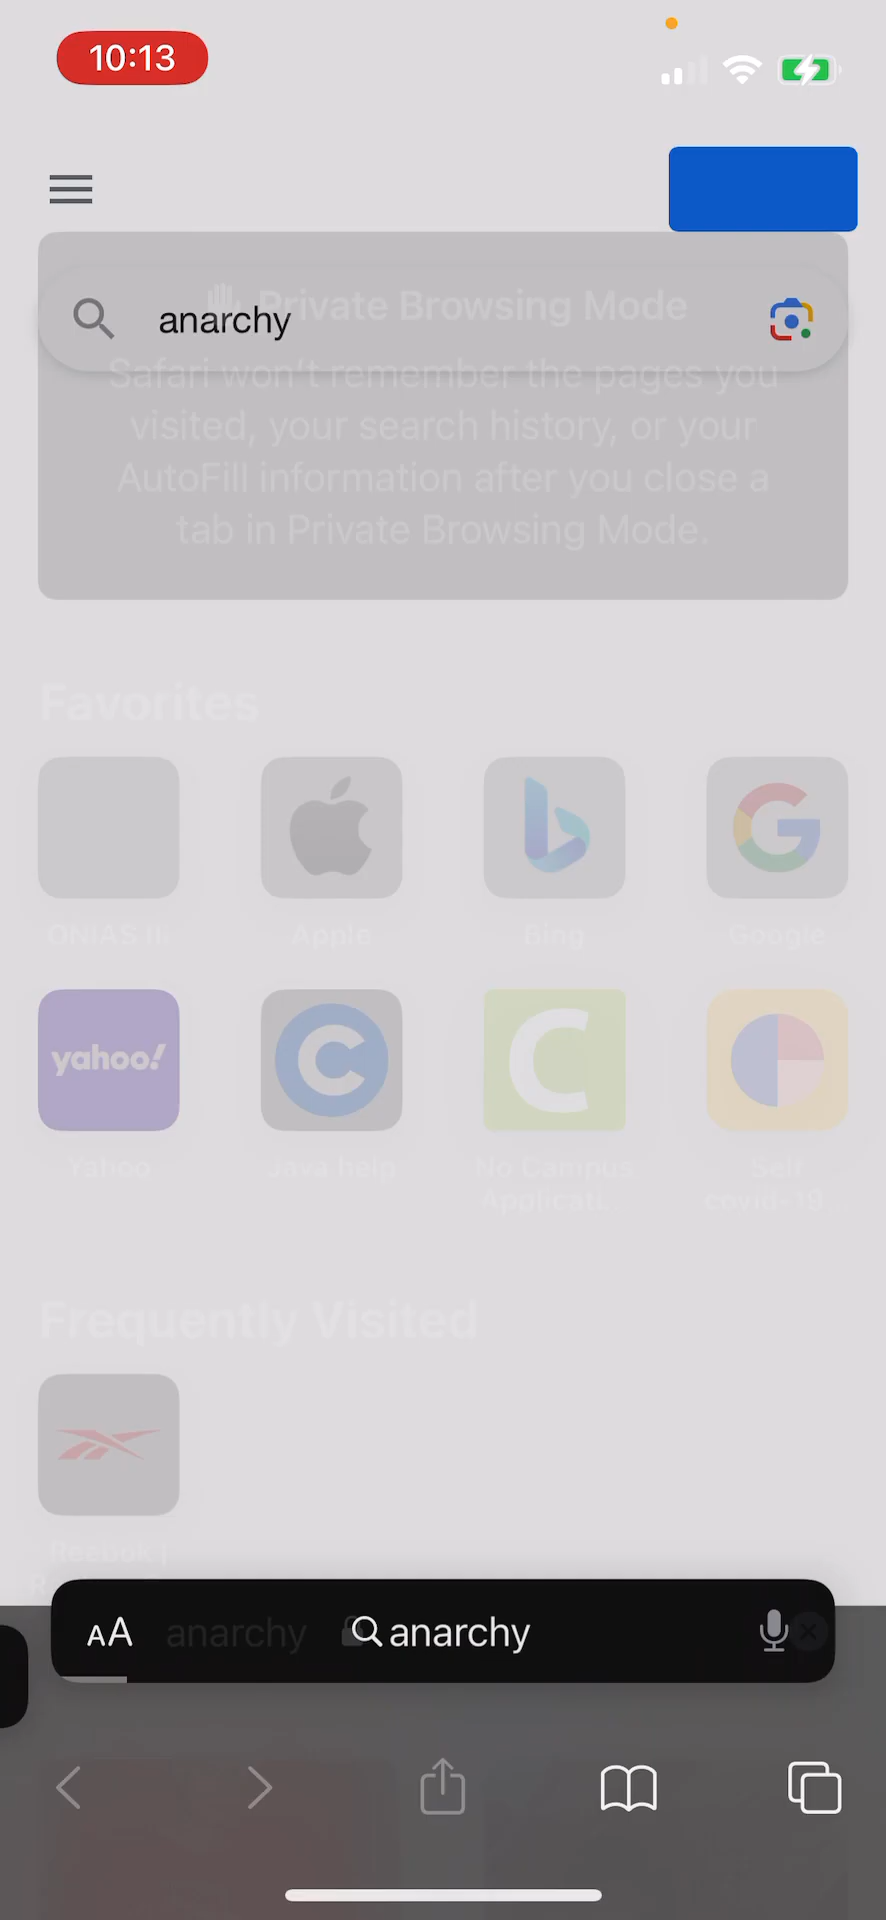 10:13
anarchy
Private Browsing Mode
Safari won't remember the pages you
visited, your search history, or your
AutoFill information after you close a
tab in Private Browsing Mode.
Favorites
Apple
Bing
Google
yahoo!
Yahoo
Java help
No Campus
Applicati
Self
covid-19
Frequently Visited
Reebok |
AA anarchy anarchy